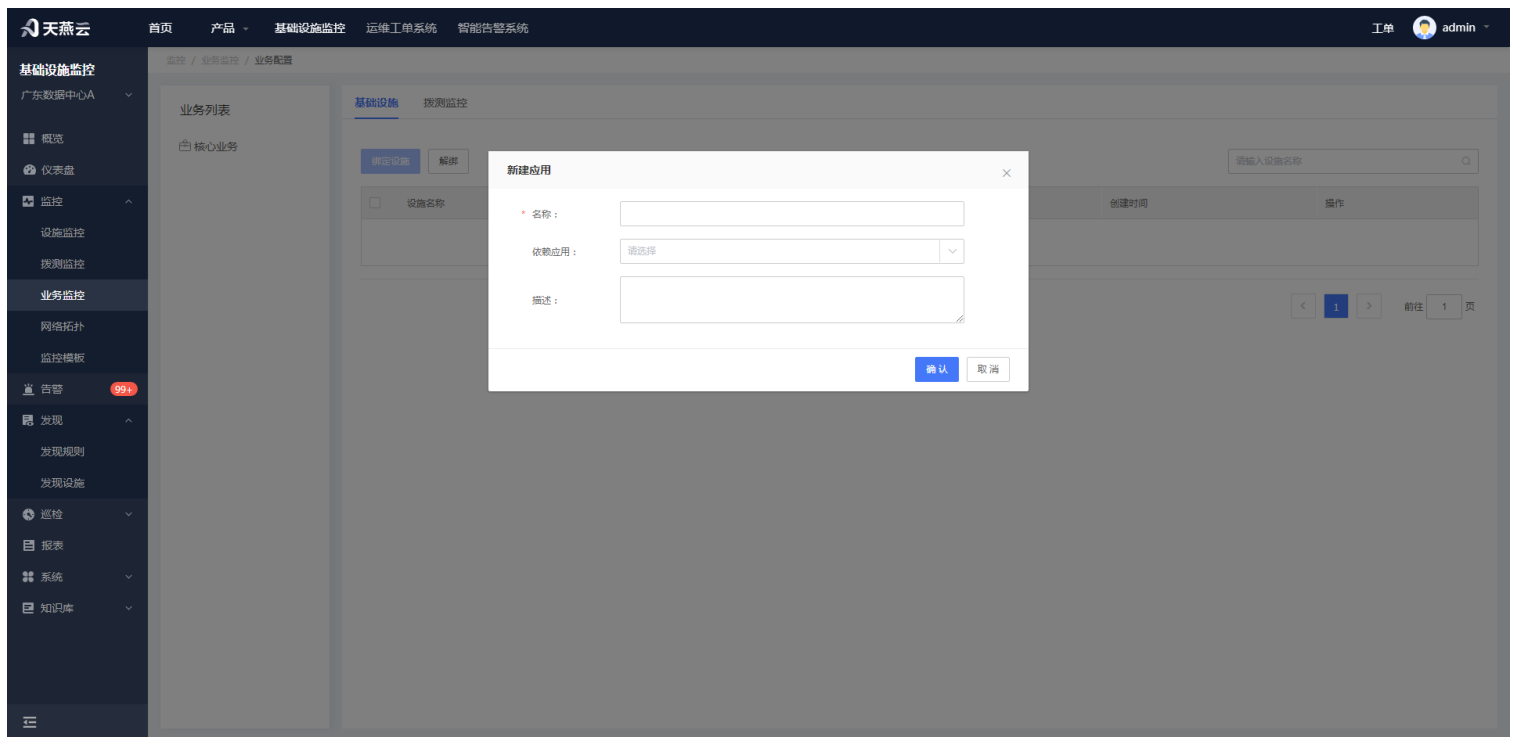 天燕云
首页 产品 基础设施监控 运维工单系统 智能告警系统 工单 admin
基础设施监控
广东数据中心A
概览
仪表盘
监控
设施监控
拨测监控
业务监控
网络拓扑
监控模板
告警 99+
发现
发现规则
发现设施
巡检
报表
系统
知识库
监控 / 业务监控 / 业务配置
业务列表
核心业务
基础设施 拨测监控
绑定设施 解绑 请输入设施名称
设施名称 创建时间 操作
1 前往 1 页
新建应用
* 名称：
依赖应用： 请选择
描述：
确认 取消